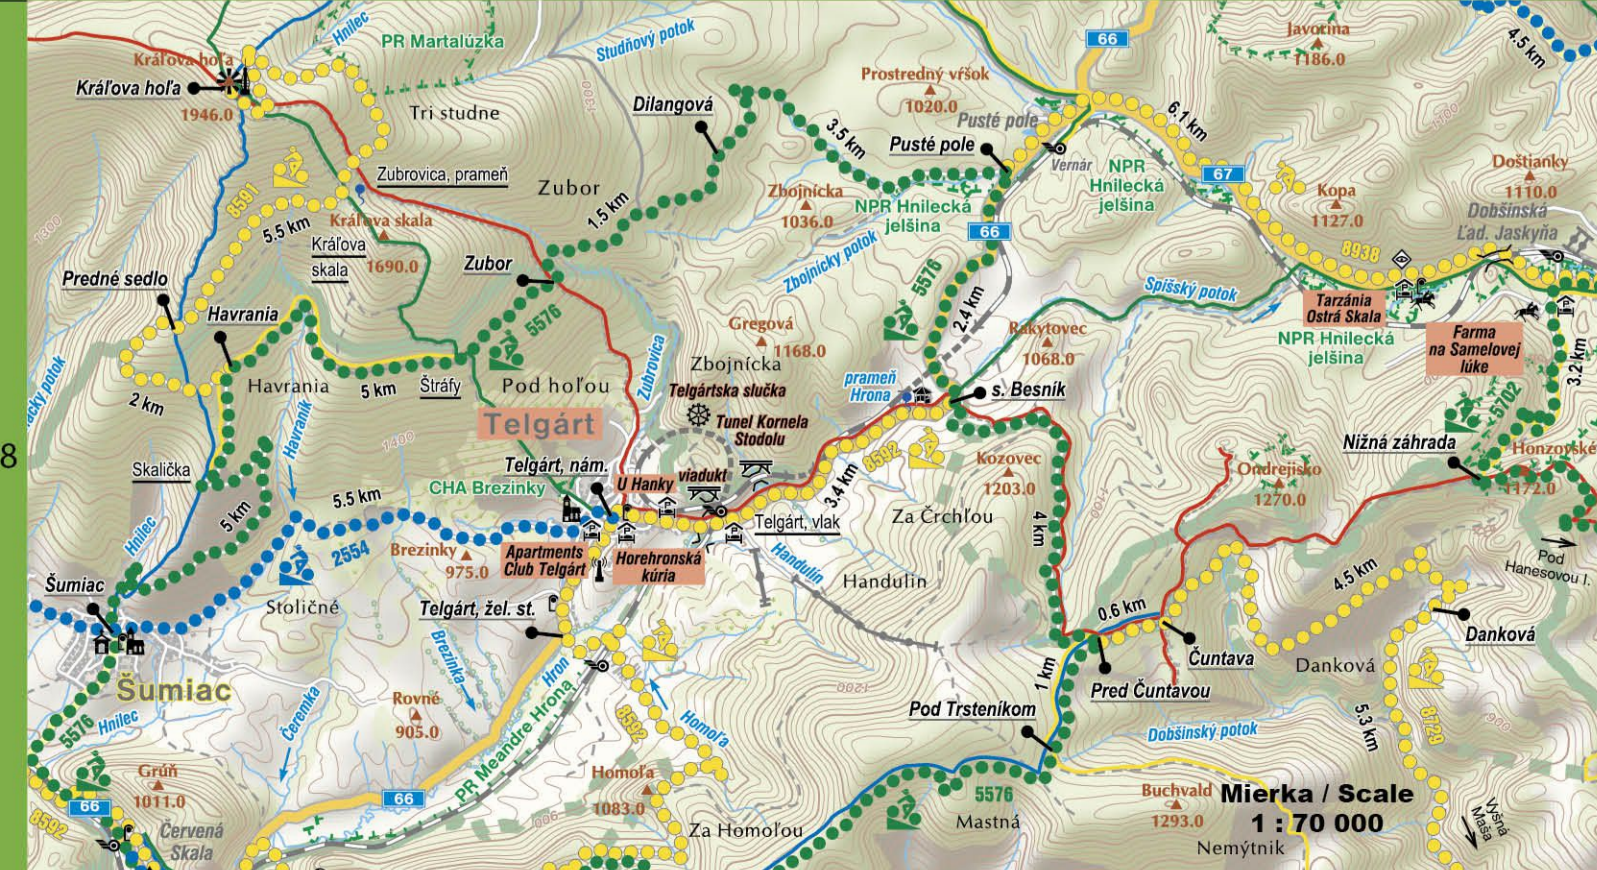 Hnilec
PR Martalúzka
Studňový potok
66
Javorina
1186.0
4.5 km
Kráľova hoľa
Kráľova hoľa
1946.0
Tri studne
Dilangová
Prostredný vŕšok
1020.0
Pusté pole
6.1 km
1100
1300
3.5 km
Pusté pole
Vernár
NPR
Hnilecká
jelšina
67
Doštianky
1110.0
Kopa
1127.0
Zubrovica, prameň
Zubor
Zbojnícka
1036.0
NPR Hnilecká
jelšina
Dobšinská
Ľad. Jaskyňa
8591
5.5 km
1.5 km
1300
Kráľova skala
1690.0
Kráľova
skala
66
8938
Zbojnícky potok
Zubor
Predné sedlo
Havrania
5576
5576
2.4 km
Spišský potok
Tarzánia
Ostrá Skala
NPR Hnilecká
jelšina
Farma
na Samelovej
lúke
Gregová
1168.0
Rakytovec
1068.0
Zbojnícka
Zubrovica
3.2 km
Havrania
5 km
Štráfy
Pod hoľou
2 km
Havraník
Telgártska slučka
Tunel Kornela
Stodolu
prameň
Hrona
s. Besník
5702
Telgárt
1400
8
Skalička
Telgárt, nám.
U Hanky
viadukt
CHA Brezinky
8592
3.4 km
Kozovec
1203.0
Nižná záhrada
Honzovské
1172.0
Ondrejisko
1270.0
1000
5.5 km
5 km
Hnilec
2554
Telgárt, vlak
Za Črchľou
4 km
Brezinky
975.0
Apartments
Club Telgárt
Horehronská
kúria
Handulin
Handulin
Pod
Hanesovou I.
Šumiac
Stoličné
Telgárt, žel. st.
0.6 km
4.5 km
Danková
Čuntava
Danková
Brezinka
Hron
1 km
1200
Pred Čuntavou
Šumiac
Rovné
905.0
Čeremka
5576
Hnilec
8592
Homoľa
Pod Trsteníkom
Dobšinský potok
5.3 km
8729
900
PR Meandre Hrona
Grúň
1011.0
Homoľa
1083.0
66
66
8592
5576
Mastná
Buchvald
1293.0
Mierka / Scale
1 : 70 000
Vyšná
Maša
Červená
Skala
900
Za Homoľou
Nemýtnik